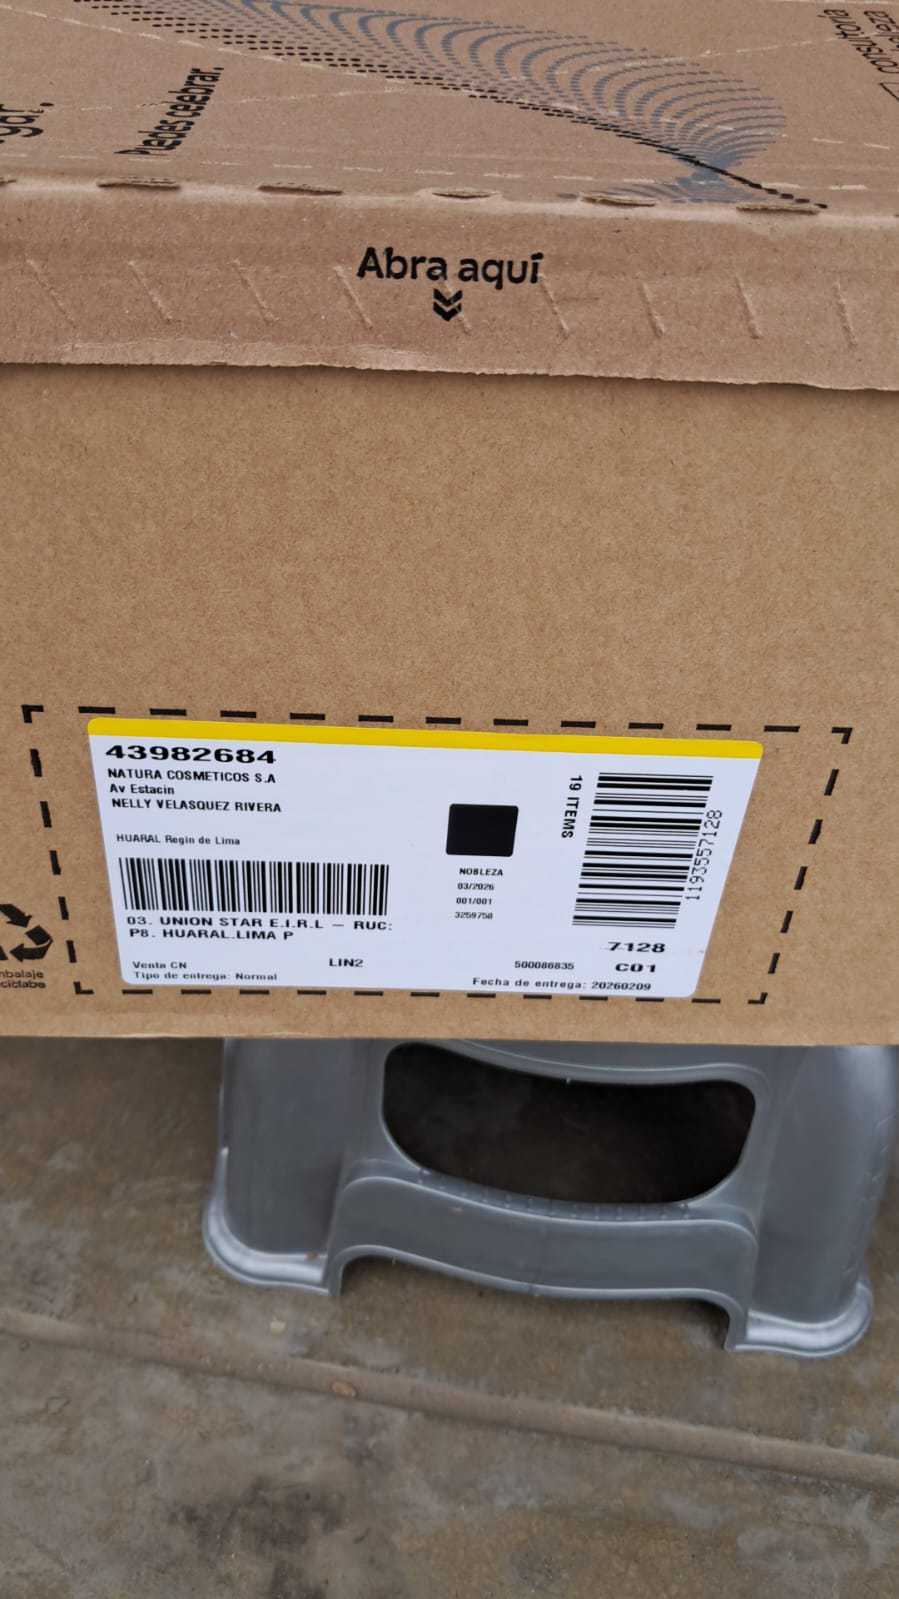 Puedes celebrar.
Abra aquí
43982684
NATURA COSMETICOS S.A
Av Estacin
NELLY VELASQUEZ RIVERA
HUARAL Regin de Lima
03. UNION STAR E.I.R.L – RUC:
P8. HUARAL.LIMA P
Venta CN
LIN2
Tipo de entrega: Normal
NOBLEZA
03/2026
001/001
3259758
19 ITEMS
1193557128
7128
500086835
C01
Fecha de entrega: 20260209